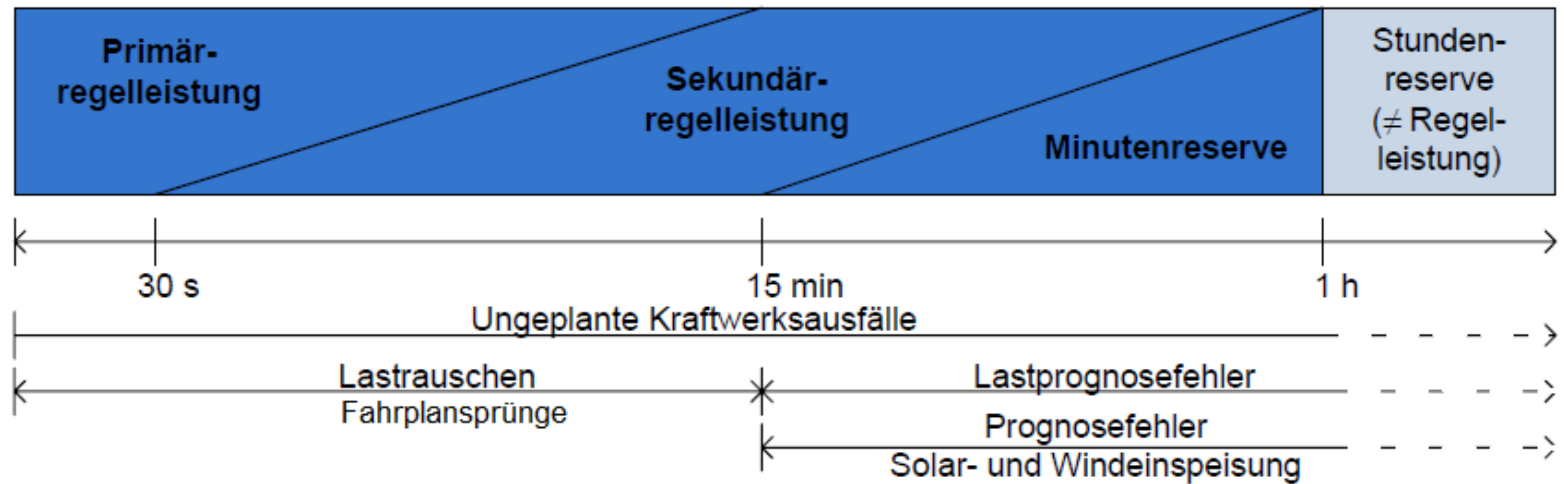 Primär-
regelleistung
Sekundär-
regelleistung
Minutenreserve
Stunden-
reserve
(≠ Regel-
leistung)
30 s
15 min
1 h
Ungeplante Kraftwerksausfälle
Lastrauschen
Fahrplansprünge
Lastprognosefehler
Prognosefehler
Solar- und Windeinspeisung